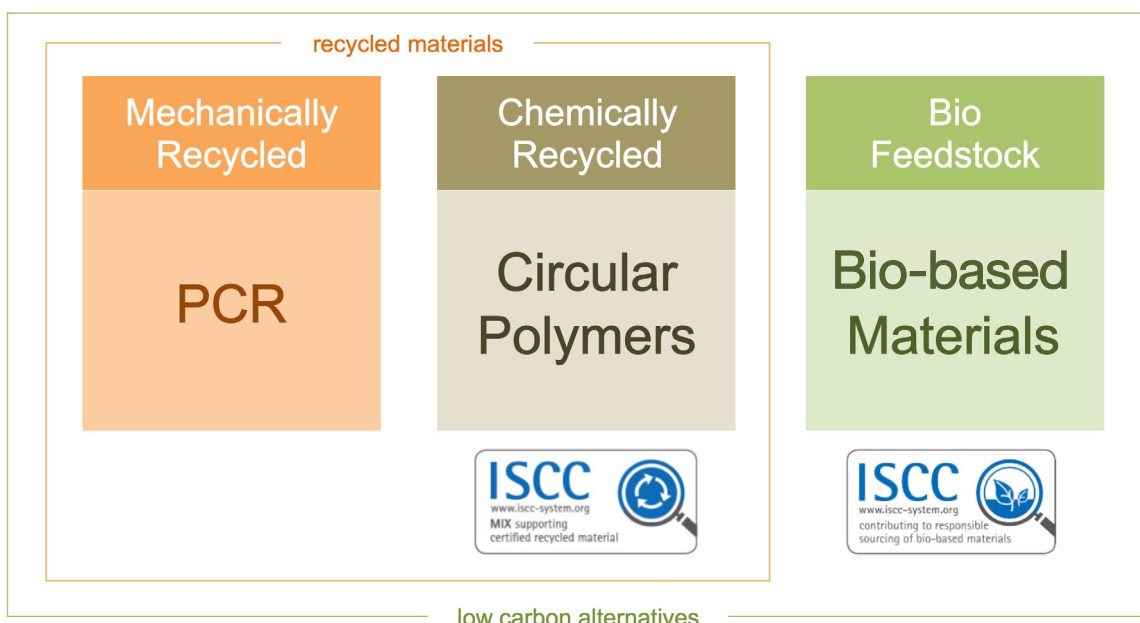 recycled materials
Mechanically
Recycled
PCR
Chemically
Recycled
Circular
Polymers
ISCC
www.iscc-system.org
MIX supporting
certified recycled material
Bio
Feedstock
Bio-based
Materials
ISCC
www.iscc-system.org
contributing to responsible
sourcing of bio-based materials
low carbon alternatives